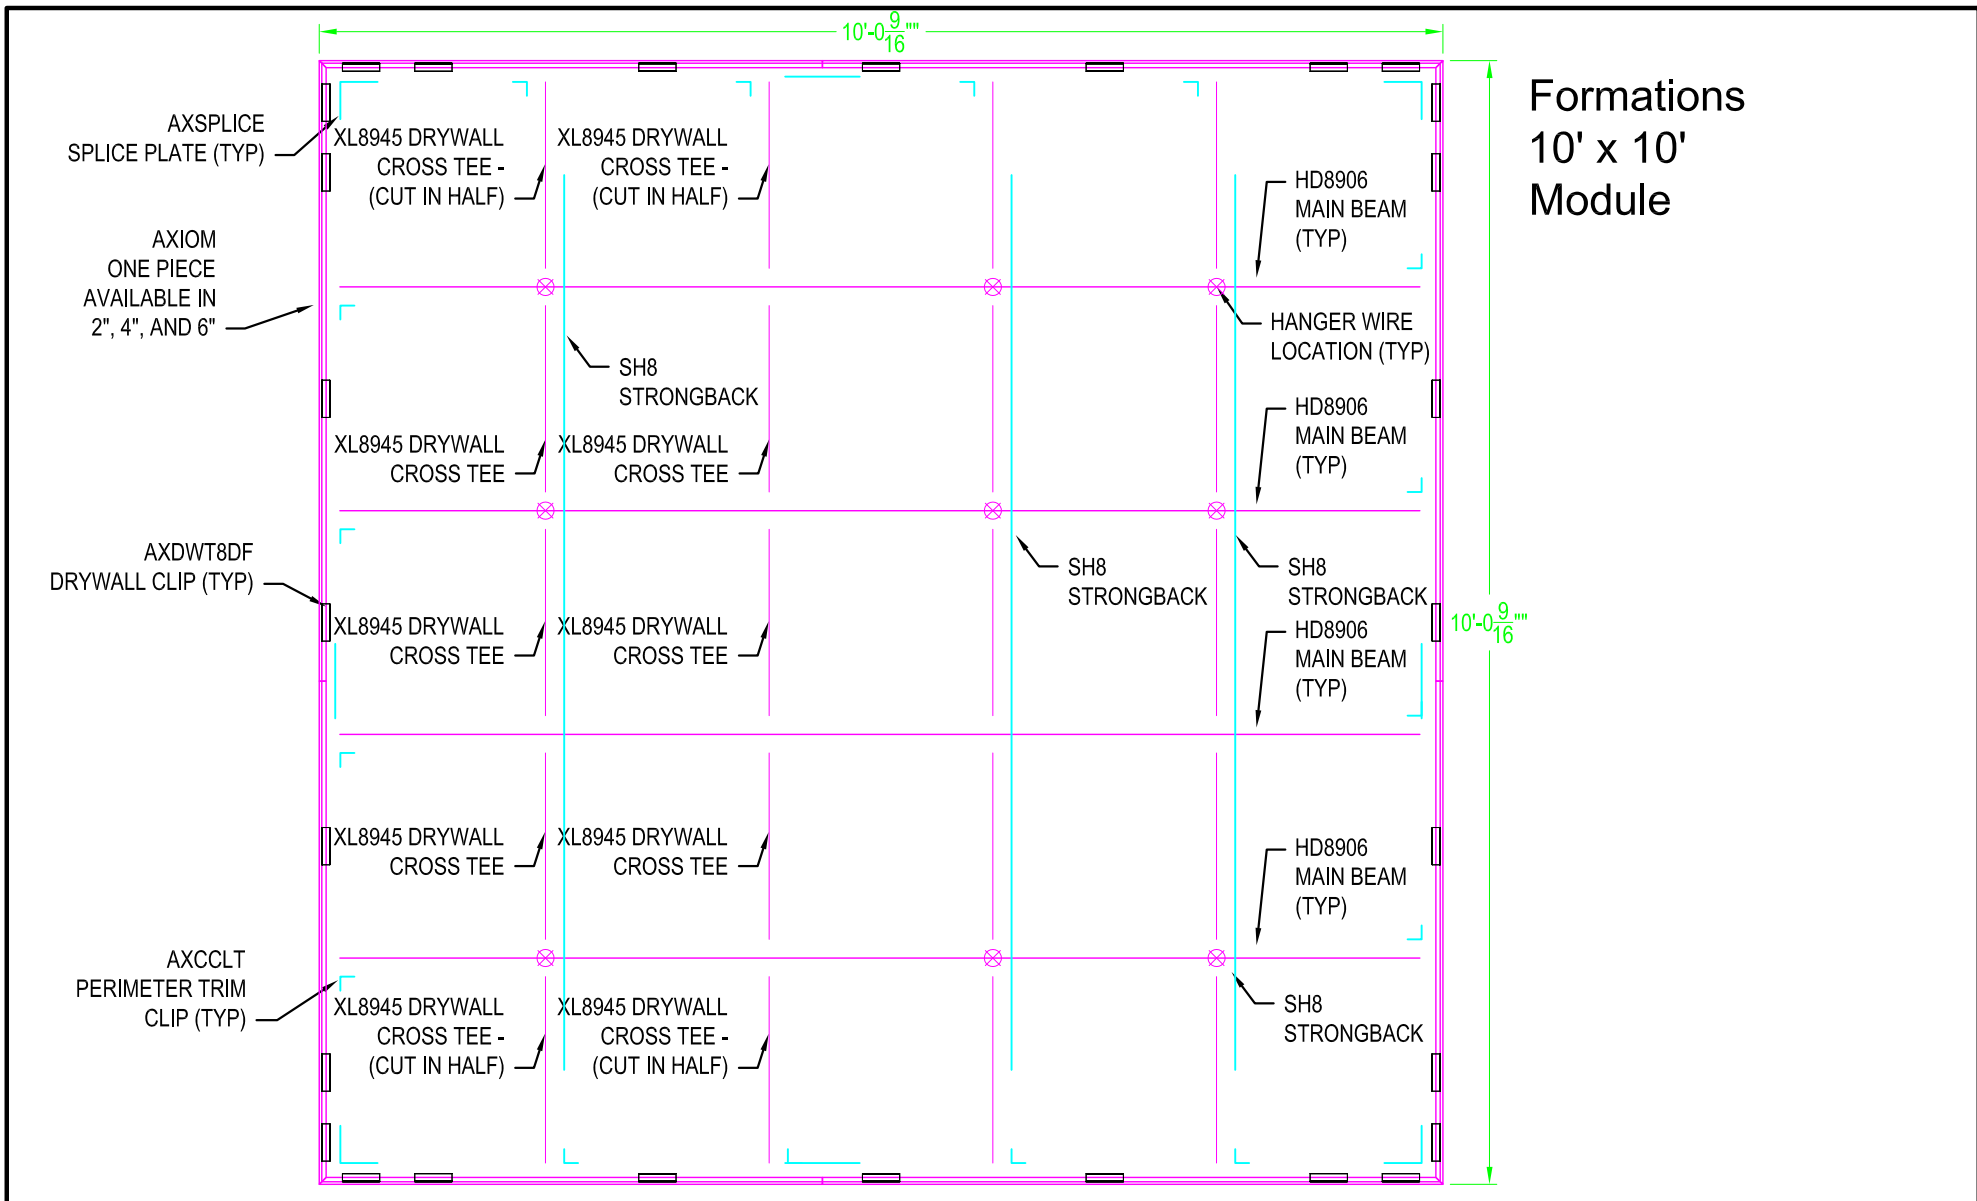 10'-0 9/16""
Formations
10' x 10'
Module
AXSPLICE
SPLICE PLATE (TYP)
XL8945 DRYWALL
CROSS TEE -
(CUT IN HALF)
XL8945 DRYWALL
CROSS TEE -
(CUT IN HALF)
HD8906
MAIN BEAM
(TYP)
AXIOM
ONE PIECE
AVAILABLE IN
2", 4", AND 6"
HANGER WIRE
LOCATION (TYP)
SH8
STRONGBACK
HD8906
MAIN BEAM
(TYP)
XL8945 DRYWALL
CROSS TEE
XL8945 DRYWALL
CROSS TEE
AXDWT8DF
DRYWALL CLIP (TYP)
SH8
STRONGBACK
SH8
STRONGBACK
10'-0 9/16""
XL8945 DRYWALL
CROSS TEE
XL8945 DRYWALL
CROSS TEE
HD8906
MAIN BEAM
(TYP)
XL8945 DRYWALL
CROSS TEE
XL8945 DRYWALL
CROSS TEE
HD8906
MAIN BEAM
(TYP)
AXCCLT
PERIMETER TRIM
CLIP (TYP)
XL8945 DRYWALL
CROSS TEE -
(CUT IN HALF)
XL8945 DRYWALL
CROSS TEE -
(CUT IN HALF)
SH8
STRONGBACK